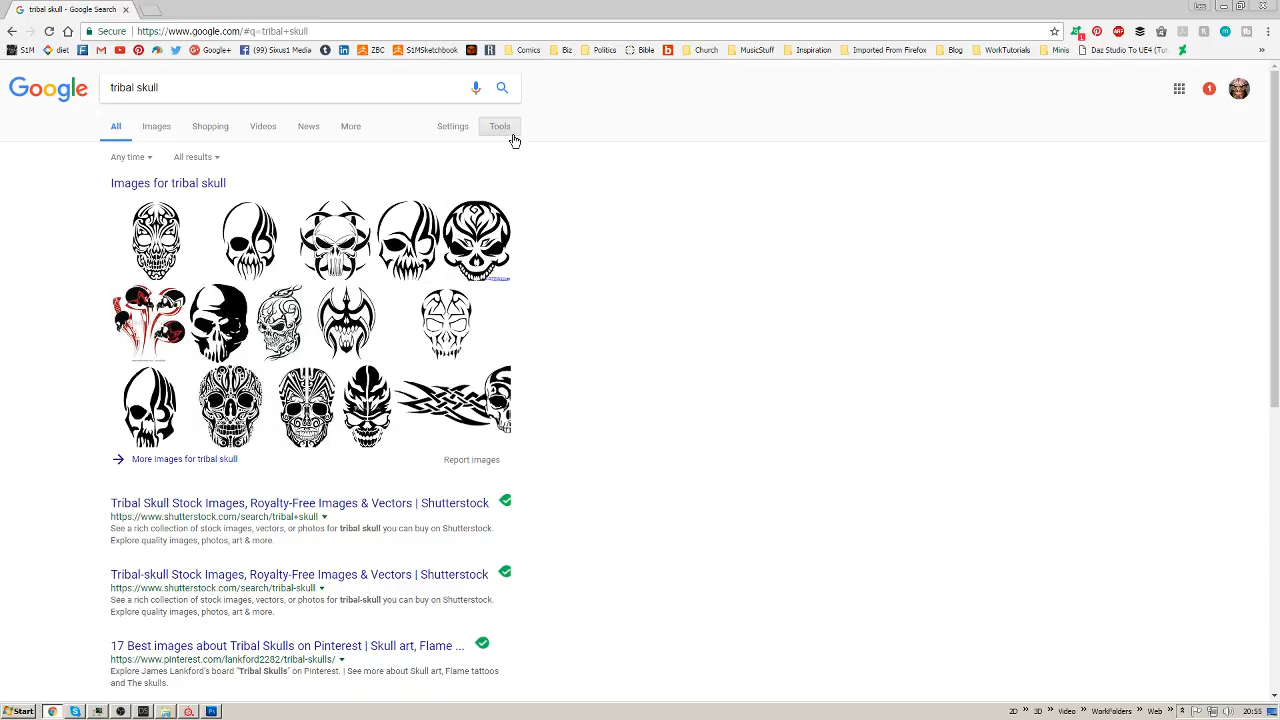 tribal skull - Google Search
Secure
https://www.google.com/#q=tribal+skull
S1M
diet
Google+
(99) Sixus1 Media
ZBC
S1MSketchbook
Comics
Biz
Politics
Bible
Church
MusicStuff
Inspiration
Imported From Firefox
Blog
WorkTutorials
Minis
Daz Studio To UE4 (Tu
Google
tribal skull
1
All
Images
Shopping
Videos
News
More
Settings
Tools
Any time
All results
Images for tribal skull
More images for tribal skull
Report images
Tribal Skull Stock Images, Royalty-Free Images & Vectors | Shutterstock
https://www.shutterstock.com/search/tribal+skull
See a rich collection of stock images, vectors, or photos for tribal skull you can buy on Shutterstock.
Explore quality images, photos, art & more.
Tribal-skull Stock Images, Royalty-Free Images & Vectors | Shutterstock
https://www.shutterstock.com/search/tribal-skull
See a rich collection of stock images, vectors, or photos for tribal-skull you can buy on Shutterstock.
Explore quality images, photos, art & more.
17 Best images about Tribal Skulls on Pinterest | Skull art, Flame ...
https://www.pinterest.com/lankford2282/tribal-skulls/
Explore James Lankford's board "Tribal Skulls" on Pinterest. | See more about Skull art, Flame tattoos
and The skulls.
Start
2D
3D
Video
WorkFolders
Web
20:55